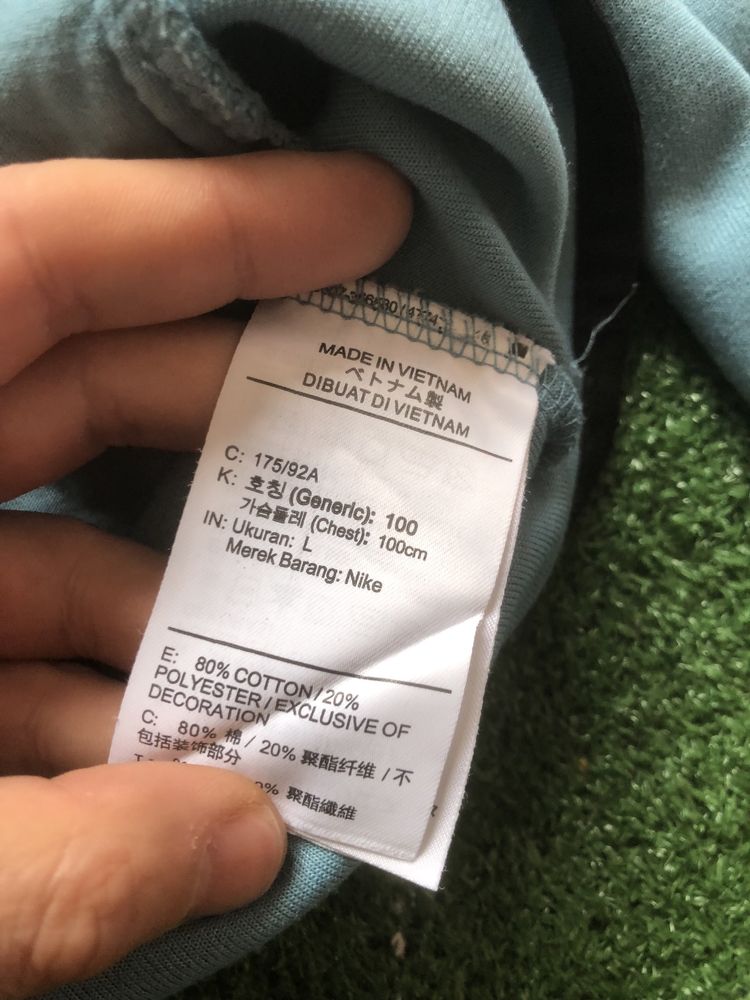 MADE IN VIETNAM
ベトナム製
DIBUAT DI VIETNAM
C: 175/92A
K: 호칭 (Generic): 100
가슴둘레 (Chest): 100cm
IN: Ukuran: L
Merek Barang: Nike
E: 80% COTTON/20%
POLYESTER/EXCLUSIVE OF
DECORATION
C: 80% 棉/20% 聚酯纤维/不
包括装饰部分
% 聚酯纖維